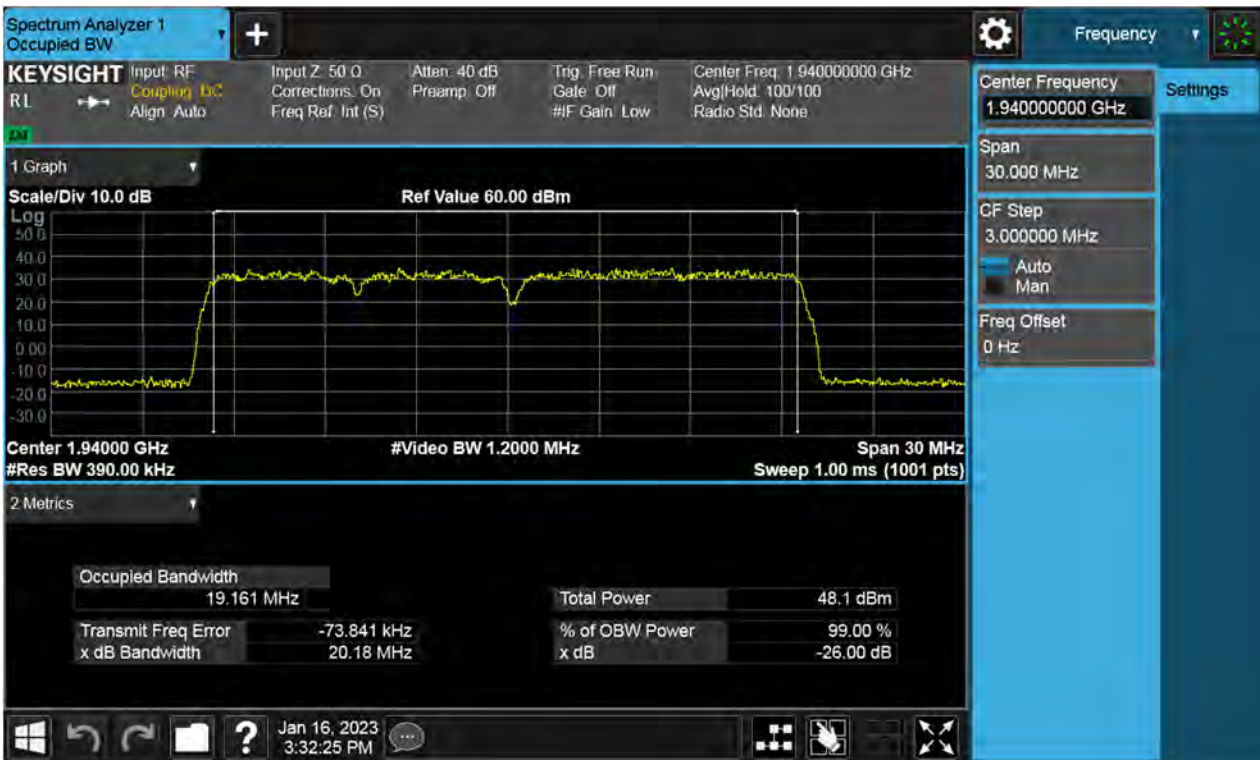 Spectrum Analyzer 1
Occupied BW
+
Frequency
KEYSIGHT
RL
Input: RF
Coupling: DC
Align: Auto
Input Z: 50 Ω
Corrections: On
Freq Ref: Int (S)
Atten: 40 dB
Preamp: Off
Trig: Free Run
Gate: Off
#IF Gain: Low
Center Freq: 1.940000000 GHz
Avg|Hold: 100/100
Radio Std: None
Center Frequency
1.940000000 GHz
Settings
Span
30.000 MHz
CF Step
3.000000 MHz
Auto
Man
Freq Offset
0 Hz
1 Graph
Scale/Div 10.0 dB
Ref Value 60.00 dBm
Log
50.0
40.0
30.0
20.0
10.0
0.00
-10.0
-20.0
-30.0
Center 1.94000 GHz
#Video BW 1.2000 MHz
Span 30 MHz
#Res BW 390.00 kHz
Sweep 1.00 ms (1001 pts)
2 Metrics
Occupied Bandwidth
19.161 MHz
Total Power 48.1 dBm
Transmit Freq Error -73.841 kHz
% of OBW Power 99.00 %
x dB Bandwidth 20.18 MHz
x dB -26.00 dB
?
Jan 16, 2023
3:32:25 PM